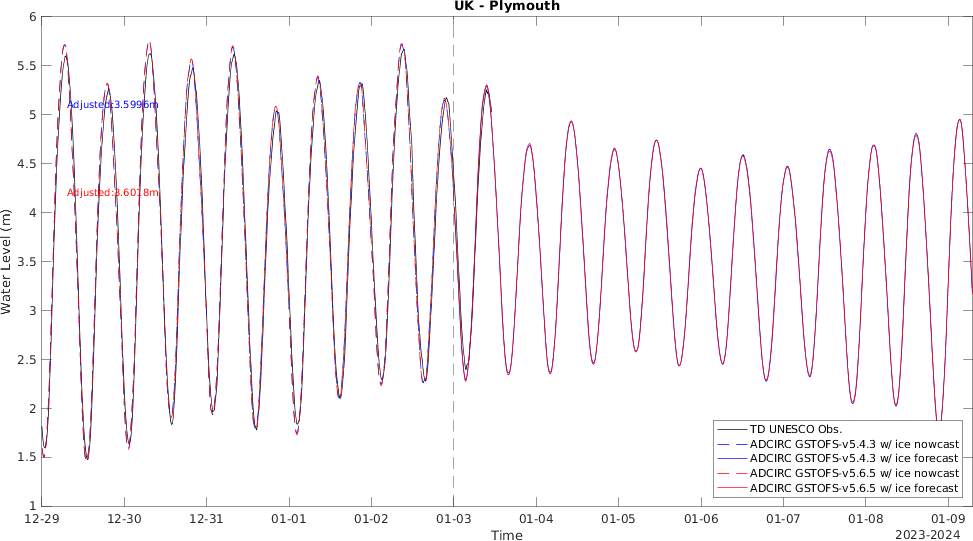 UK - Plymouth
6
5.5
5
4.5
4
3.5
3
2.5
2
1.5
1
Water Level (m)
Adjusted:3.5996m
Adjusted:3.6018m
TD UNESCO Obs.
ADCIRC GSTOFS-v5.4.3 w/ ice nowcast
ADCIRC GSTOFS-v5.4.3 w/ ice forecast
ADCIRC GSTOFS-v5.6.5 w/ ice nowcast
ADCIRC GSTOFS-v5.6.5 w/ ice forecast
12-29 12-30 12-31 01-01 01-02 01-03 01-04 01-05 01-06 01-07 01-08 01-09
Time
2023-2024